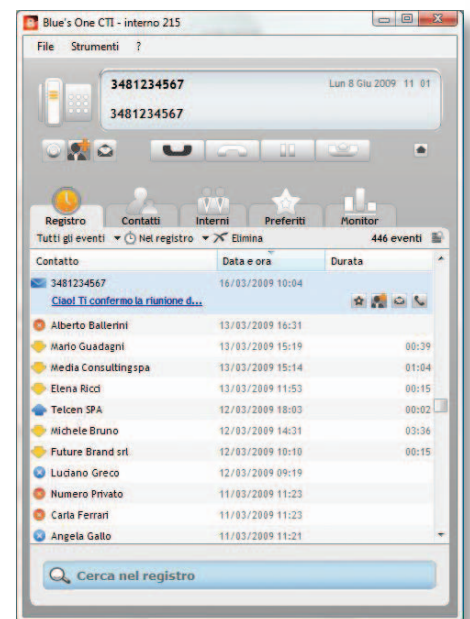 Blue's One CTI - interno 215
File Strumenti ?
3481234567 Lun 8 Giu 2009 11 01
3481234567
Registro Contatti Interni Preferiti Monitor
Tutti gli eventi Nel registro Elimina 446 eventi
Contatto Data e ora Durata
3481234567 16/03/2009 10:04
Ciao! Ti confermo la riunione d...
Alberto Ballerini 13/03/2009 16:31
Mario Guadagni 13/03/2009 15:19 00:39
Media Consulting spa 13/03/2009 15:14 01:04
Elena Ricci 13/03/2009 11:53 00:15
Telcen SPA 12/03/2009 18:03 00:02
Michele Bruno 12/03/2009 14:31 03:36
Future Brand srl 12/03/2009 10:10 00:15
Luciano Greco 12/03/2009 09:19
Numero Privato 11/03/2009 11:23
Carla Ferrari 11/03/2009 11:23
Angela Gallo 11/03/2009 11:21
Cerca nel registro